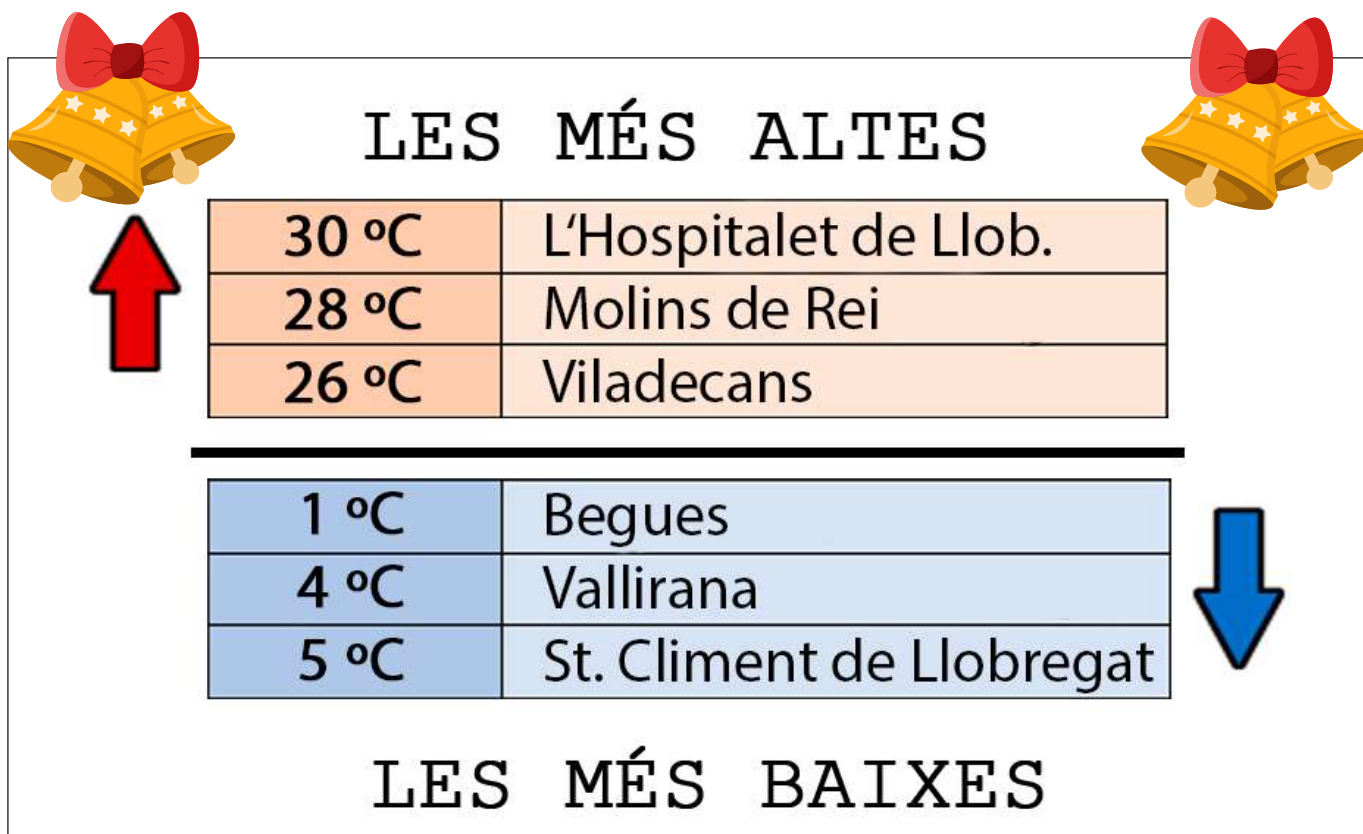 LES MÉS ALTES
30 ºC L‘Hospitalet de Llob.
28 ºC Molins de Rei
26 ºC Viladecans
1 ºC Begues
4 ºC Vallirana
5 ºC St. Climent de Llobregat
LES MÉS BAIXES